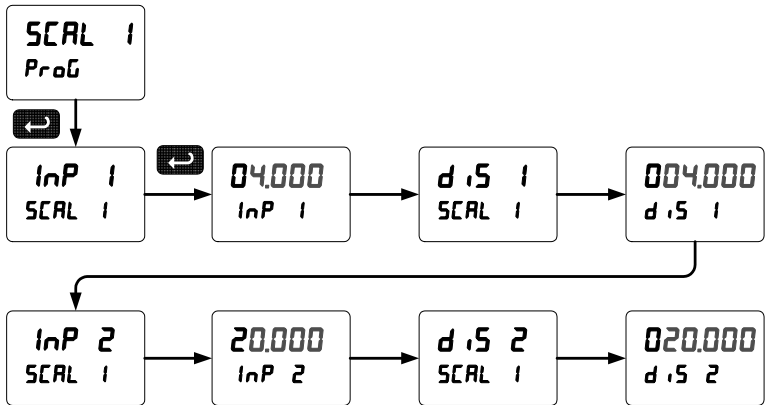 SCAL 1
ProG
InP 1
SCAL 1
04.000
InP 1
diS 1
SCAL 1
004.000
diS 1
InP 2
SCAL 1
20.000
InP 2
diS 2
SCAL 1
020.000
diS 2